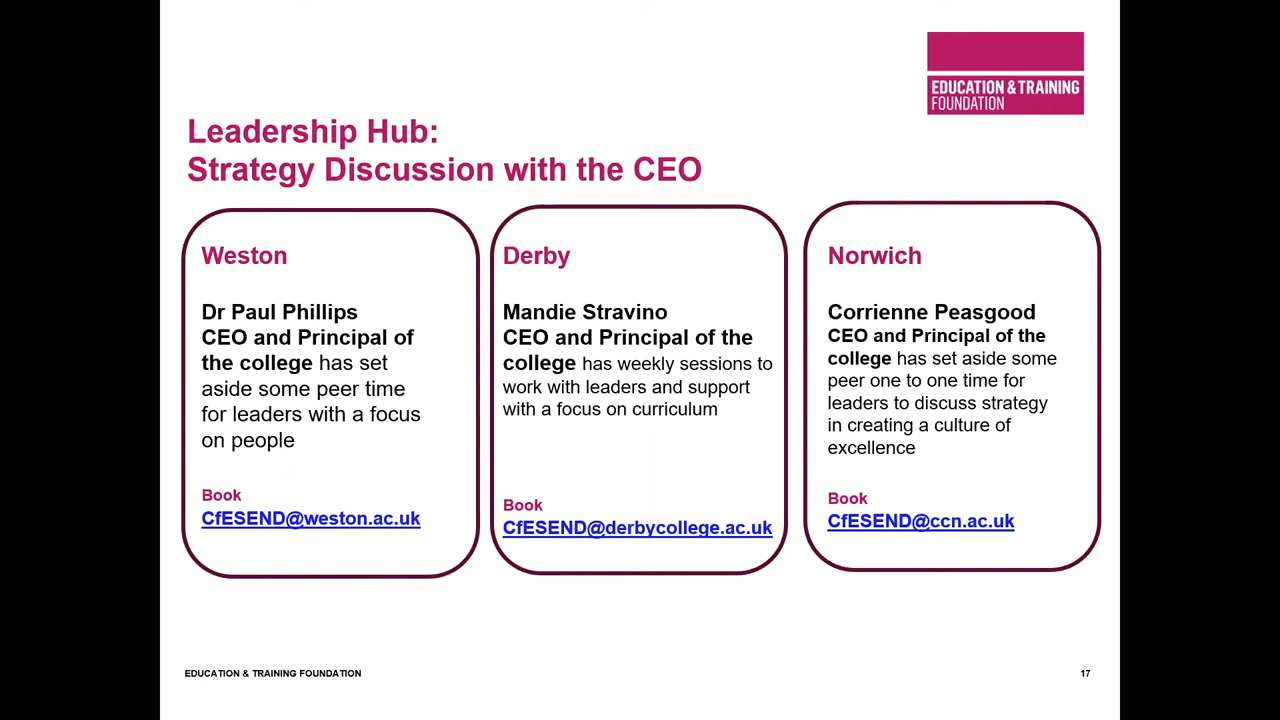 EDUCATION & TRAINING
FOUNDATION
Leadership Hub:
Strategy Discussion with the CEO
Weston
Dr Paul Phillips
CEO and Principal of
the college has set
aside some peer time
for leaders with a focus
on people
Book
CfESEND@weston.ac.uk
Derby
Mandie Stravino
CEO and Principal of the
college has weekly sessions to
work with leaders and support
with a focus on curriculum
Book
CfESEND@derbycollege.ac.uk
Norwich
Corrienne Peasgood
CEO and Principal of the
college has set aside some
peer one to one time for
leaders to discuss strategy
in creating a culture of
excellence
Book
CfESEND@ccn.ac.uk
EDUCATION & TRAINING FOUNDATION
17